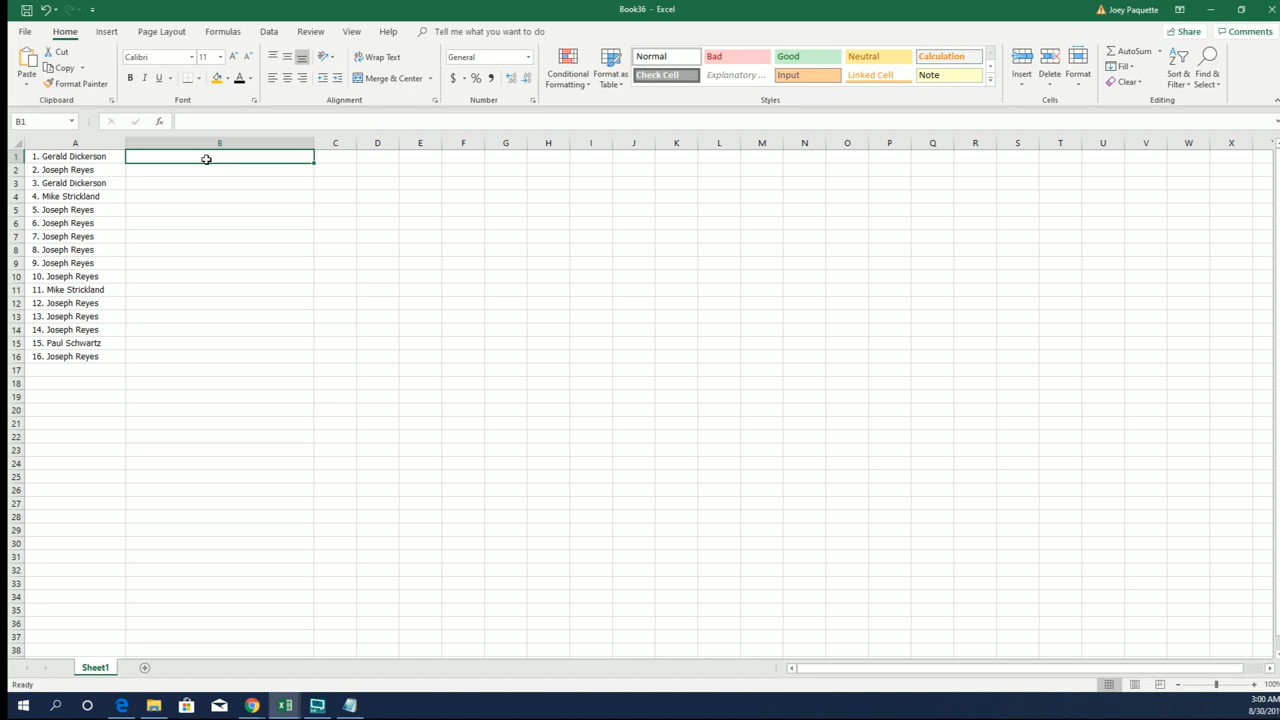 Book36 - Excel
Joey Paquette
File Home Insert Page Layout Formulas Data Review View Help Tell me what you want to do
Share Comments
Paste
Cut
Copy
Format Painter
Clipboard
Calibri 11
B I U
Font
Wrap Text
Merge & Center
Alignment
General
$ % ,
Number
Conditional Formatting
Format as Table
Normal Bad Good Neutral Calculation
Check Cell Explanatory ... Input Linked Cell Note
Styles
Insert Delete Format
Cells
AutoSum
Fill
Clear
Sort & Filter
Find & Select
Editing
B1
fx
A B C D E F G H I J K L M N O P Q R S T U V W X
1 1. Gerald Dickerson
2 2. Joseph Reyes
3 3. Gerald Dickerson
4 4. Mike Strickland
5 5. Joseph Reyes
6 6. Joseph Reyes
7 7. Joseph Reyes
8 8. Joseph Reyes
9 9. Joseph Reyes
10 10. Joseph Reyes
11 11. Mike Strickland
12 12. Joseph Reyes
13 13. Joseph Reyes
14 14. Joseph Reyes
15 15. Paul Schwartz
16 16. Joseph Reyes
17
18
19
20
21
22
23
24
25
26
27
28
29
30
31
32
33
34
35
36
37
38
Sheet1
Ready
100%
3:00 AM